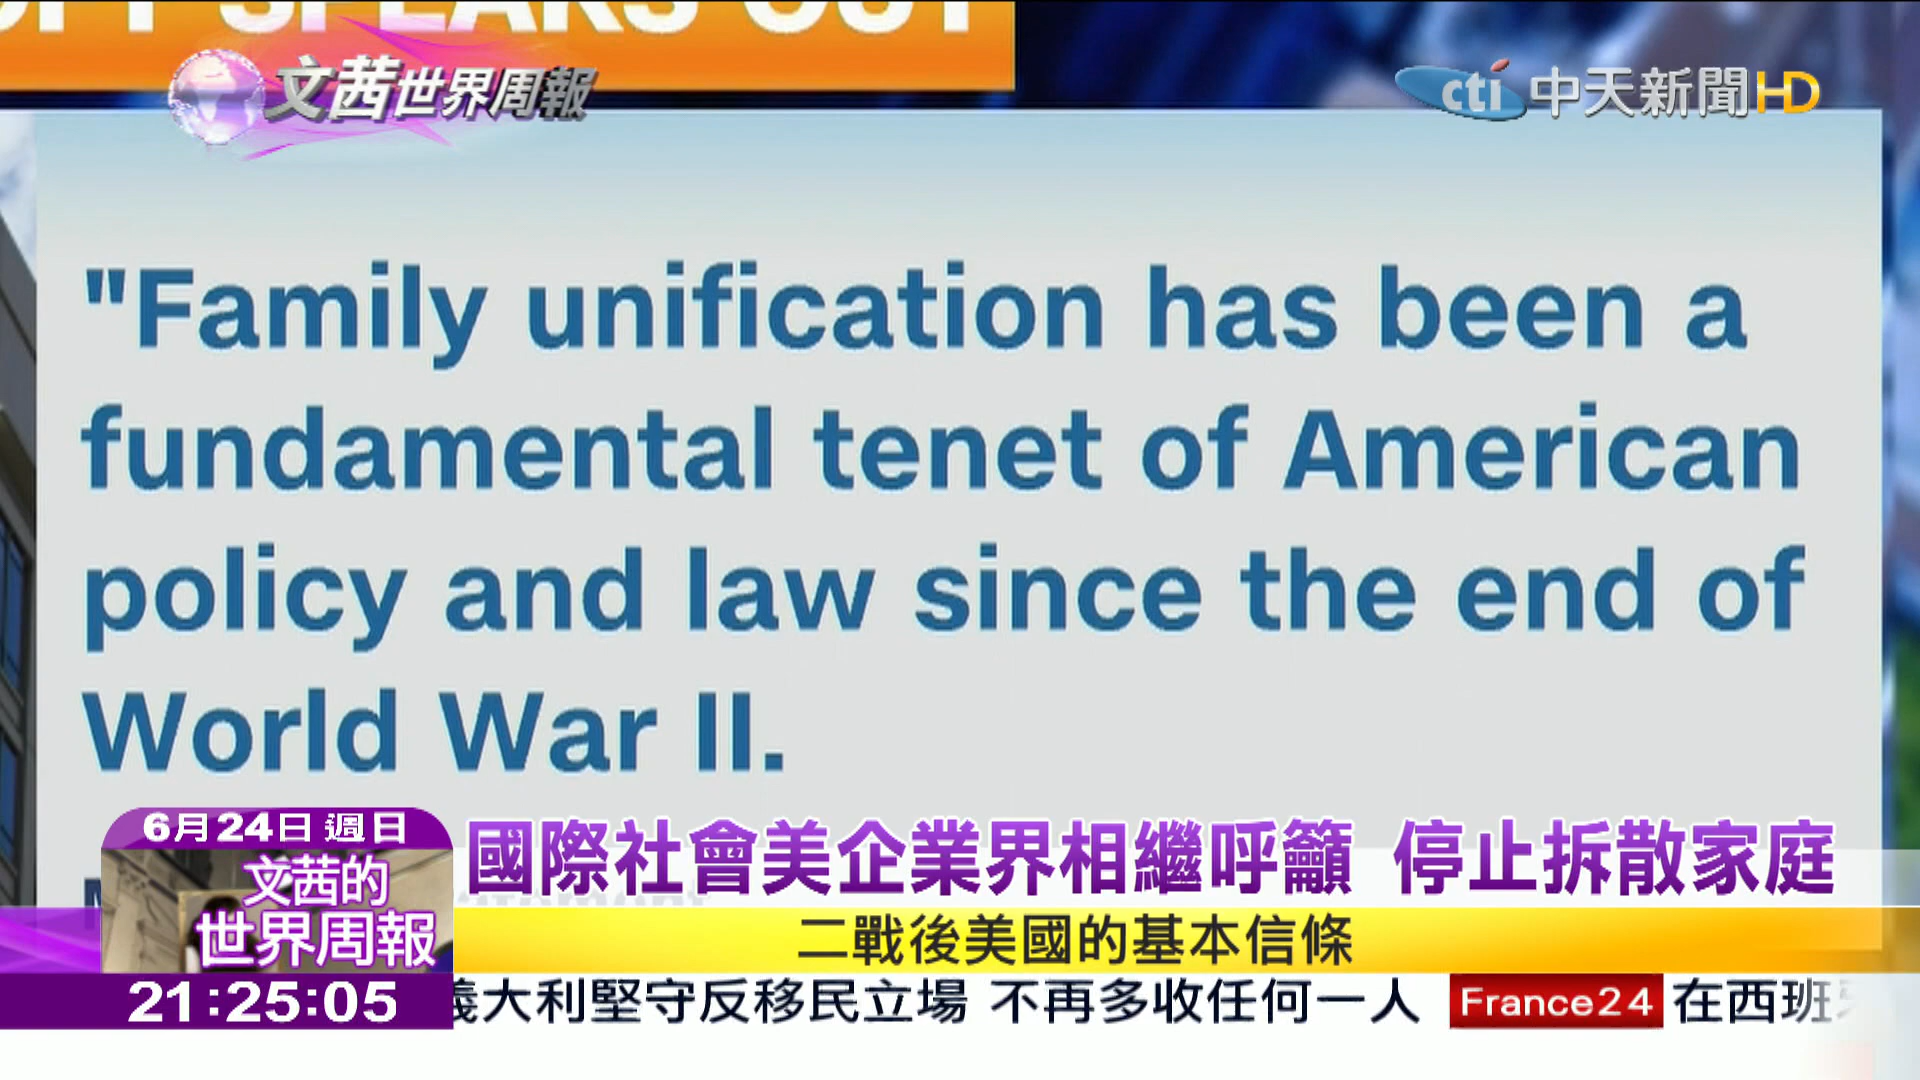 SPEAKS OUT
文茜世界周報
cti 中天新聞HD
"Family unification has been a
fundamental tenet of American
policy and law since the end of
World War II.
6月24日 週日
文茜的
世界周報
國際社會美企業界相繼呼籲 停止拆散家庭
二戰後美國的基本信條
21:25:05
義大利堅守反移民立場 不再多收任何一人 France24 在西班